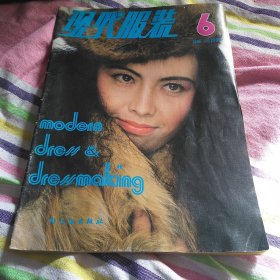 现代服装
6
modern
dress &
dressmaking